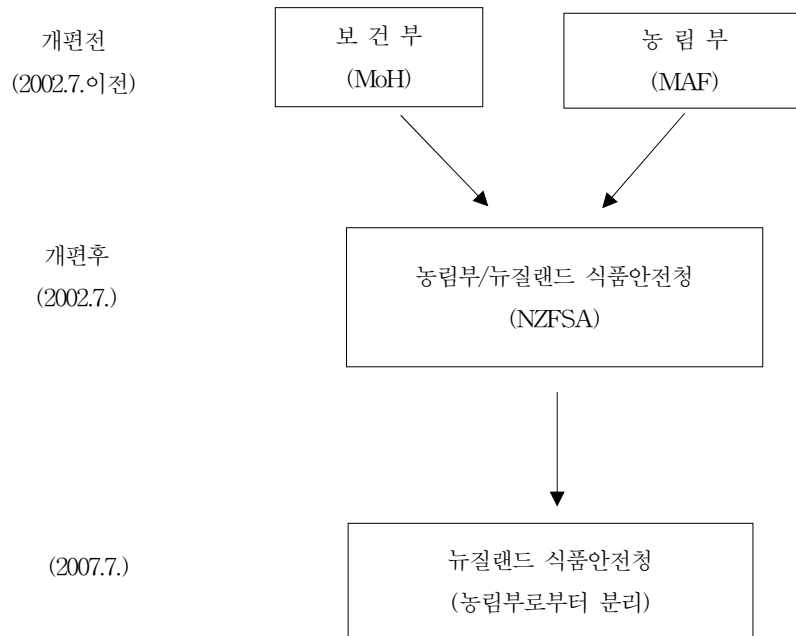 개편전
(2002.7.이전)
보 건 부
(MoH)
농 림 부
(MAF)
개편후
(2002.7.)
농림부/뉴질랜드 식품안전청
(NZFSA)
(2007.7.)
뉴질랜드 식품안전청
(농림부로부터 분리)